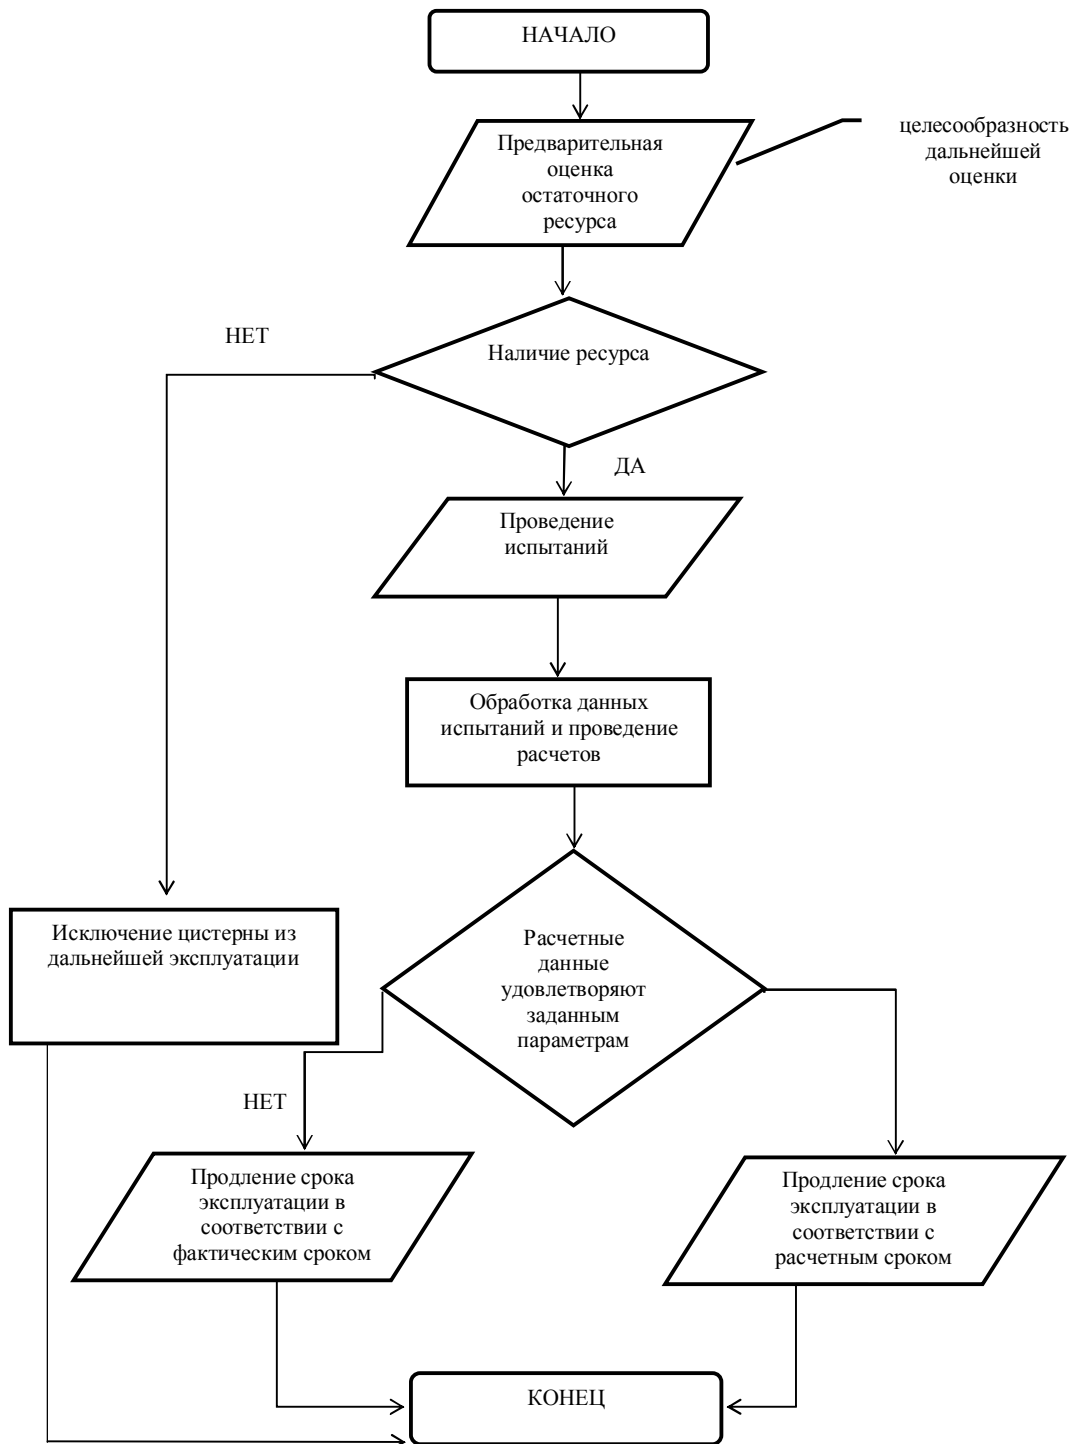 НАЧАЛО
Предварительная
оценка
остаточного
ресурса
целесообразность
дальнейшей
оценки
НЕТ
Наличие ресурса
ДА
Проведение
испытаний
Обработка данных
испытаний и проведение
расчетов
Исключение цистерны из
дальнейшей эксплуатации
Расчетные
данные
удовлетворяют
заданным
параметрам
НЕТ
Продление срока
эксплуатации в
соответствии с
фактическим сроком
Продление срока
эксплуатации в
соответствии с
расчетным сроком
КОНЕЦ